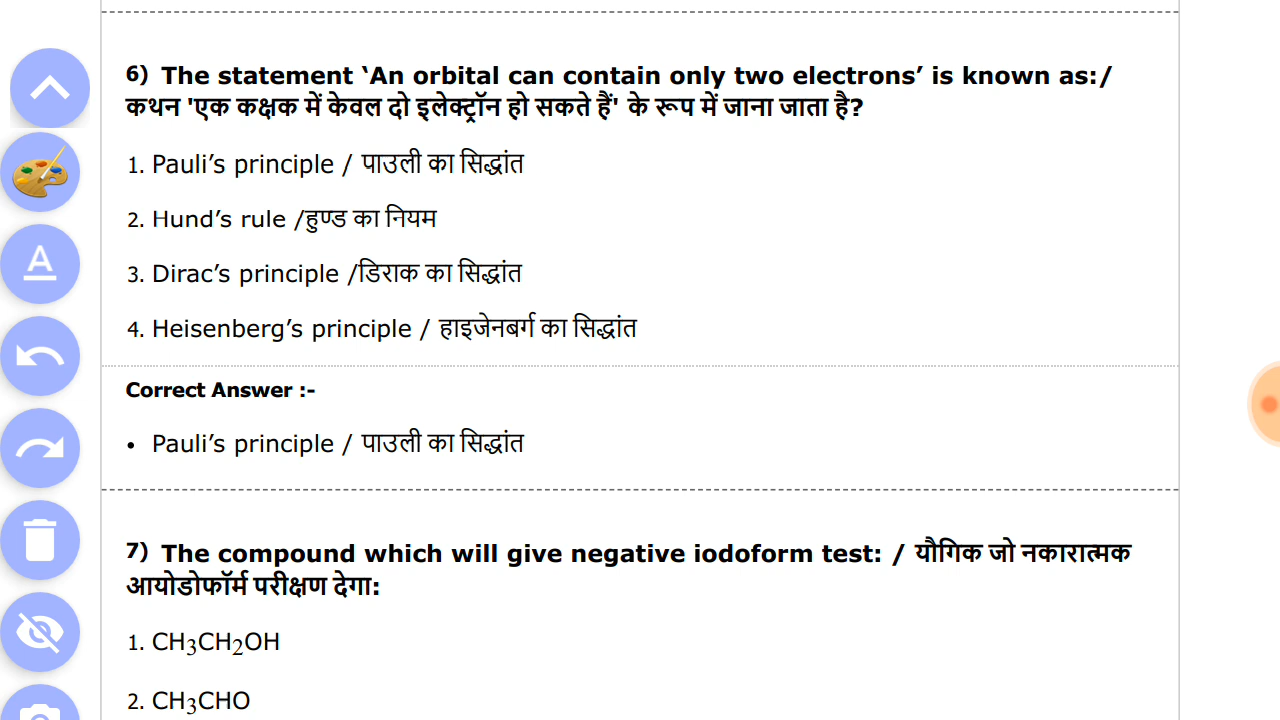 6) The statement ‘An orbital can contain only two electrons’ is known as:/
कथन 'एक कक्षक में केवल दो इलेक्ट्रॉन हो सकते हैं' के रूप में जाना जाता है?
1. Pauli’s principle / पाउली का सिद्धांत
2. Hund’s rule /हुण्ड का नियम
3. Dirac’s principle /डिराक का सिद्धांत
4. Heisenberg’s principle / हाइजेनबर्ग का सिद्धांत
Correct Answer :-
• Pauli’s principle / पाउली का सिद्धांत
7) The compound which will give negative iodoform test: / यौगिक जो नकारात्मक
आयोडोफॉर्म परीक्षण देगा:
1. CH3CH2OH
2. CH3CHO
A